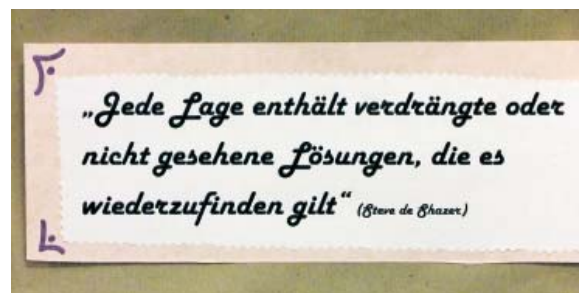 „Jede Lage enthält verdrängte oder
nicht gesehene Lösungen, die es
wiederzufinden gilt“ (Steve de Shazer)